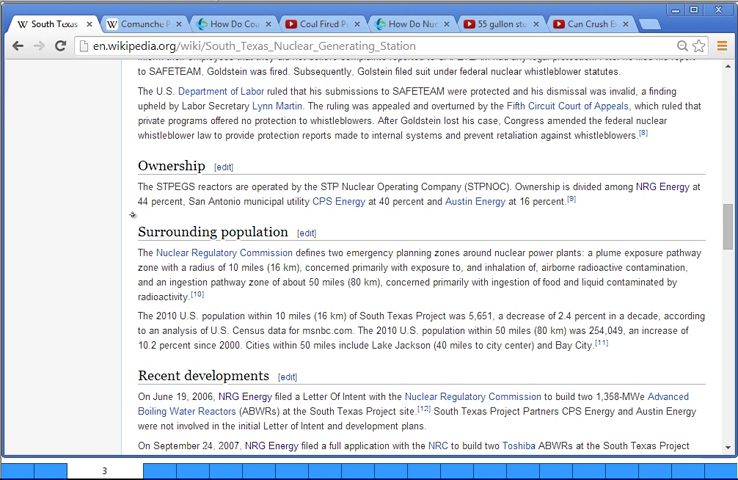 South Texas
Comanche P
How Do Coa
Coal Fired P
How Do Nuc
55 gallon ste
Can Crush Ex
en.wikipedia.org/wiki/South_Texas_Nuclear_Generating_Station
to SAFETEAM, Goldstein was fired. Subsequently, Golstein filed suit under federal nuclear whistleblower statutes.
The U.S. Department of Labor ruled that his submissions to SAFETEAM were protected and his dismissal was invalid, a finding
upheld by Labor Secretary Lynn Martin. The ruling was appealed and overturned by the Fifth Circuit Court of Appeals, which ruled that
private programs offered no protection to whistleblowers. After Goldstein lost his case, Congress amended the federal nuclear
whistleblower law to provide protection reports made to internal systems and prevent retaliation against whistleblowers.[8]
Ownership [edit]
The STPEGS reactors are operated by the STP Nuclear Operating Company (STPNOC). Ownership is divided among NRG Energy at
44 percent, San Antonio municipal utility CPS Energy at 40 percent and Austin Energy at 16 percent.[9]
Surrounding population [edit]
The Nuclear Regulatory Commission defines two emergency planning zones around nuclear power plants: a plume exposure pathway
zone with a radius of 10 miles (16 km), concerned primarily with exposure to, and inhalation of, airborne radioactive contamination,
and an ingestion pathway zone of about 50 miles (80 km), concerned primarily with ingestion of food and liquid contaminated by
radioactivity.[10]
The 2010 U.S. population within 10 miles (16 km) of South Texas Project was 5,651, a decrease of 2.4 percent in a decade, according
to an analysis of U.S. Census data for msnbc.com. The 2010 U.S. population within 50 miles (80 km) was 254,049, an increase of
10.2 percent since 2000. Cities within 50 miles include Lake Jackson (40 miles to city center) and Bay City.[11]
Recent developments [edit]
On June 19, 2006, NRG Energy filed a Letter Of Intent with the Nuclear Regulatory Commission to build two 1,358-MWe Advanced
Boiling Water Reactors (ABWRs) at the South Texas Project site.[12] South Texas Project Partners CPS Energy and Austin Energy
were not involved in the initial Letter of Intent and development plans.
On September 24, 2007, NRG Energy filed a full application with the NRC to build two Toshiba ABWRs at the South Texas Project
3